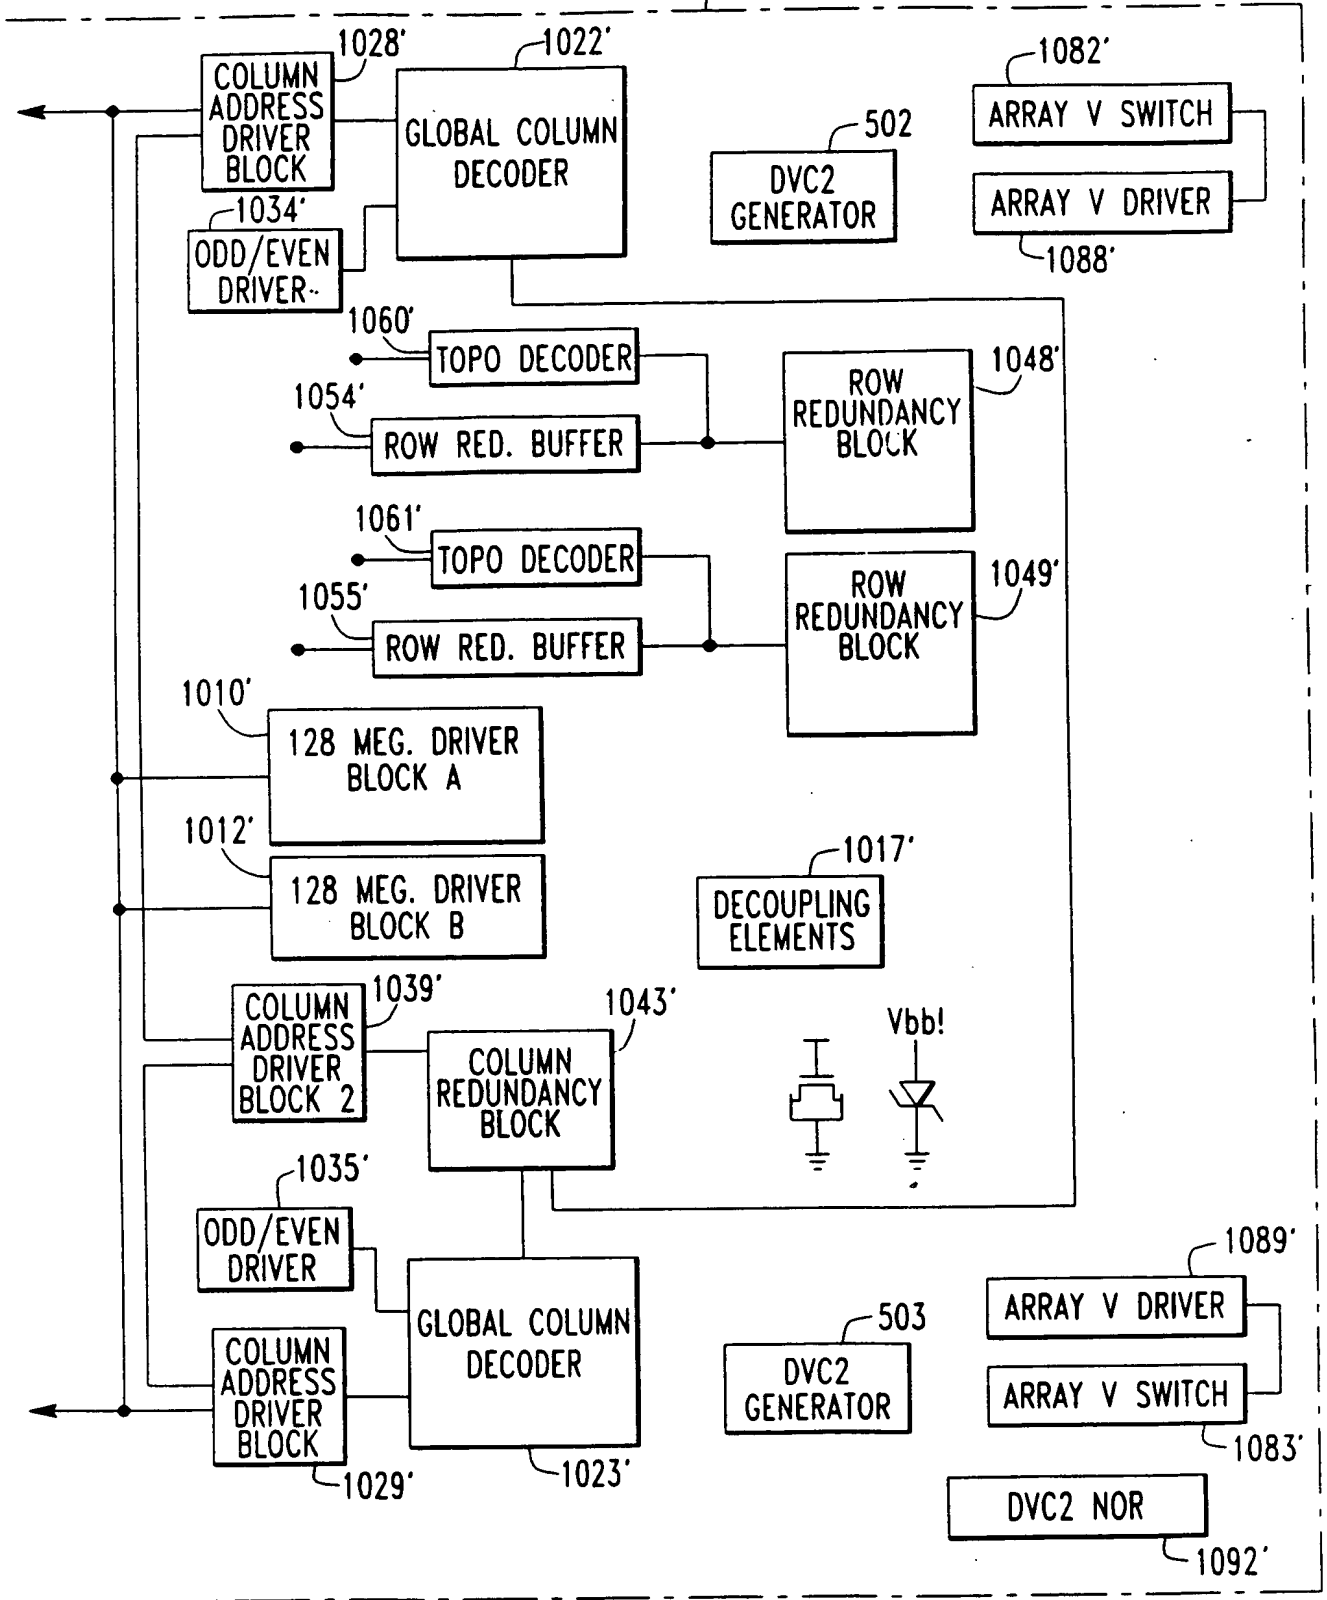 1028'
COLUMN
ADDRESS
DRIVER
BLOCK
1022'
GLOBAL COLUMN
DECODER
1082'
ARRAY V SWITCH
502
DVC2
GENERATOR
ARRAY V DRIVER
1088'
1034'
ODD/EVEN
DRIVER
1060'
TOPO DECODER
1048'
ROW
REDUNDANCY
BLOCK
1054'
ROW RED. BUFFER
1061'
TOPO DECODER
1049'
ROW
REDUNDANCY
BLOCK
1055'
ROW RED. BUFFER
1010'
128 MEG. DRIVER
BLOCK A
1012'
128 MEG. DRIVER
BLOCK B
1017'
DECOUPLING
ELEMENTS
1039'
COLUMN
ADDRESS
DRIVER
BLOCK 2
1043'
COLUMN
REDUNDANCY
BLOCK
Vbb!
1035'
ODD/EVEN
DRIVER
GLOBAL COLUMN
DECODER
1023'
COLUMN
ADDRESS
DRIVER
BLOCK
1029'
503
DVC2
GENERATOR
1089'
ARRAY V DRIVER
ARRAY V SWITCH
1083'
DVC2 NOR
1092'